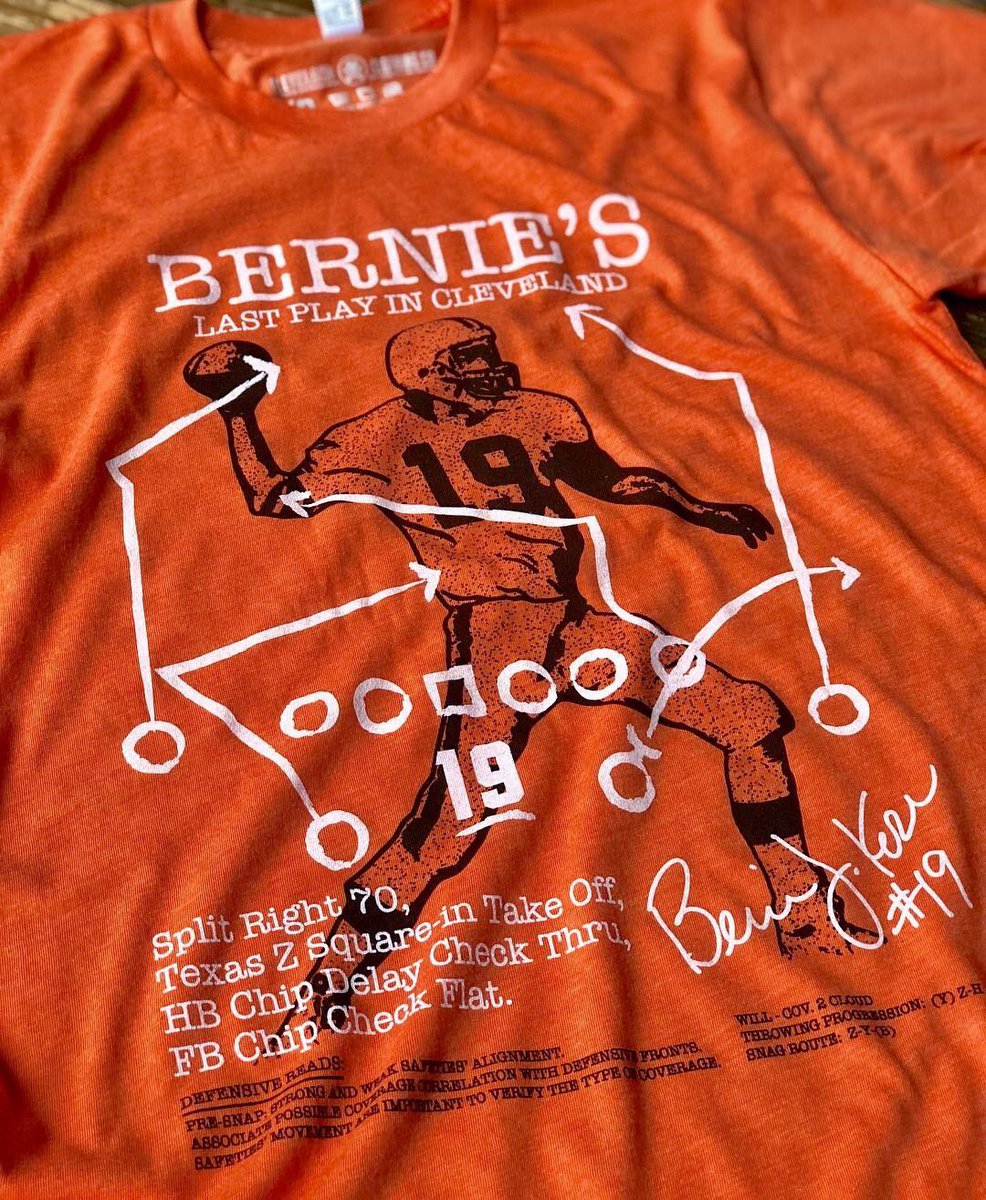 BERNIE'S
LAST PLAY IN CLEVELAND
19
19
Split Right 70,
Texas Z Square-in Take Off,
HB Chip Delay Check Thru,
FB Chip Check Flat.
Bernie J. Kosar
#19
DEFENSIVE READS:
PRE-SNAP: STRONG AND WEAK SAFETIES' ALIGNMENT.
ASSOCIATE POSSIBLE COVERAGE CORRELATION WITH DEFENSIVE FRONTS.
SAFETIES' MOVEMENT ARE IMPORTANT TO VERIFY THE TYPE OF COVERAGE.
WILL - COV. 2 CLOUD
THROWING PROGRESSION: (Y) Z-H
SNAG ROUTE: Z-Y-(B)